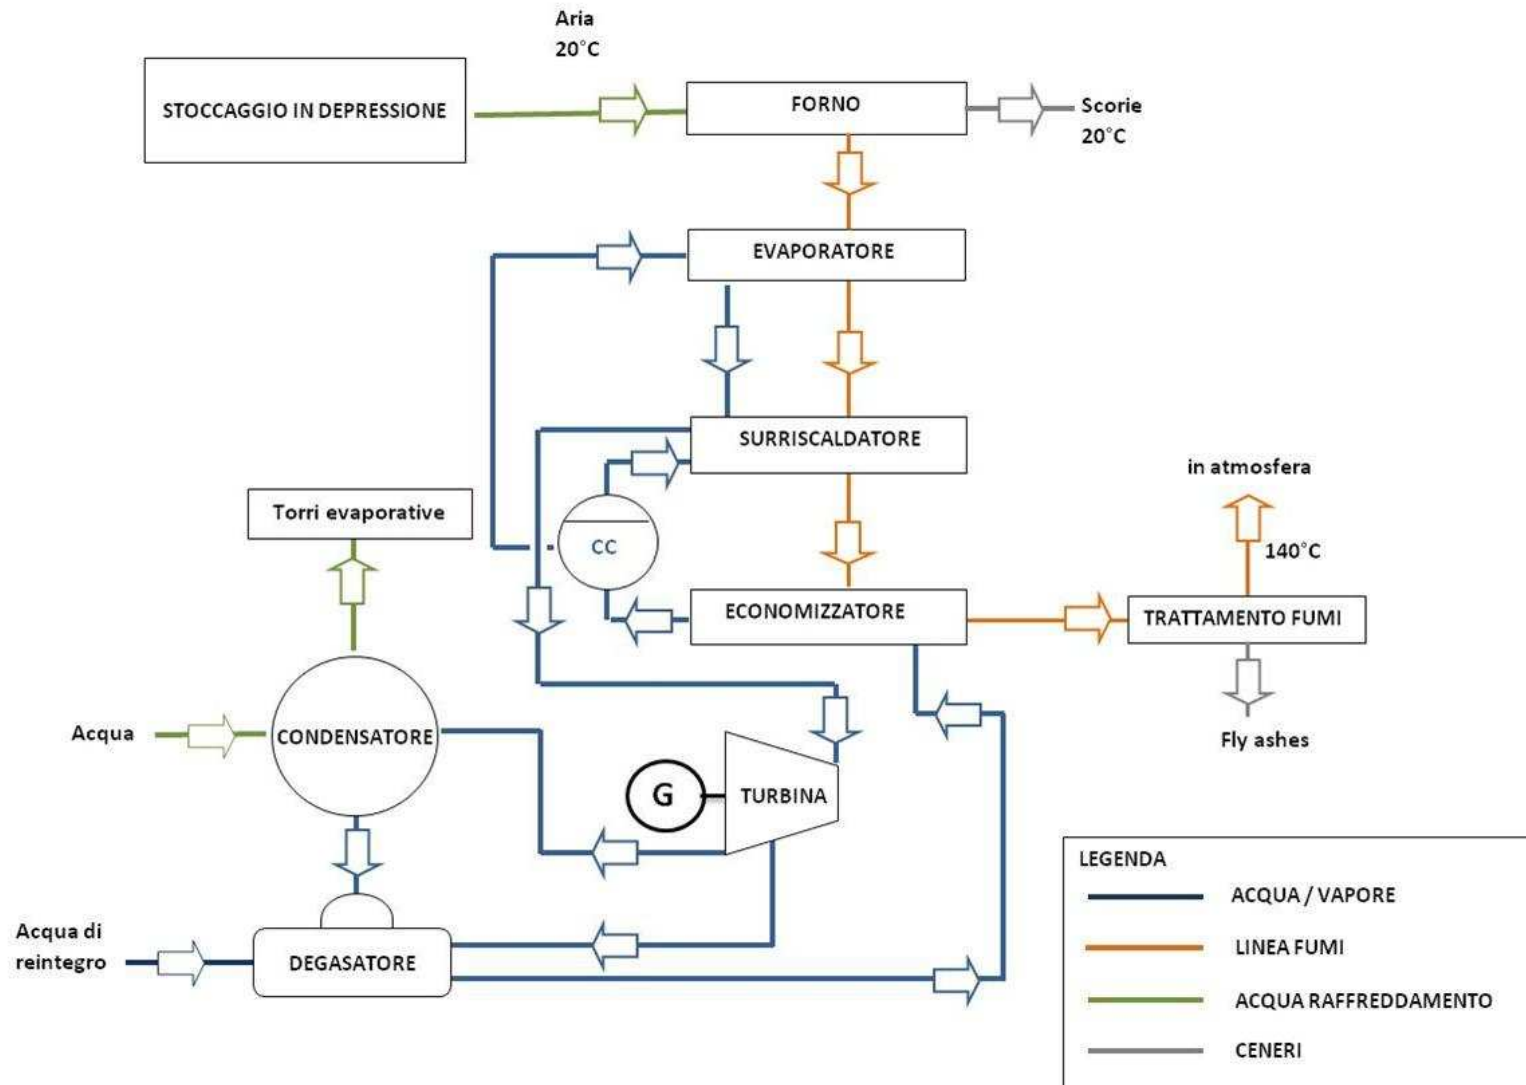 Aria
20°C
STOCCAGGIO IN DEPRESSIONE
FORNO
Scorie
20°C
EVAPORATORE
SURRISCALDATORE
in atmosfera
Torri evaporative
CC
140°C
ECONOMIZZATORE
TRATTAMENTO FUMI
Acqua
CONDENSATORE
Fly ashes
G
TURBINA
LEGENDA
ACQUA / VAPORE
Acqua di
reintegro
DEGASATORE
LINEA FUMI
ACQUA RAFFREDDAMENTO
CENERI